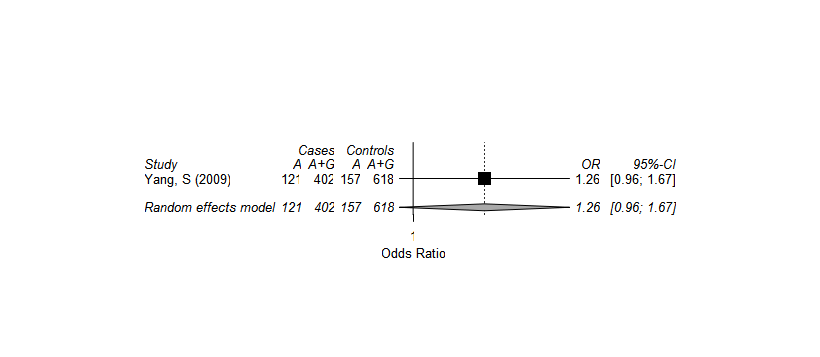 Cases Controls
Study A A+G A A+G OR 95%-CI
Yang, S (2009) 121 402 157 618 1.26 [0.96; 1.67]
Random effects model 121 402 157 618 1.26 [0.96; 1.67]
1
Odds Ratio